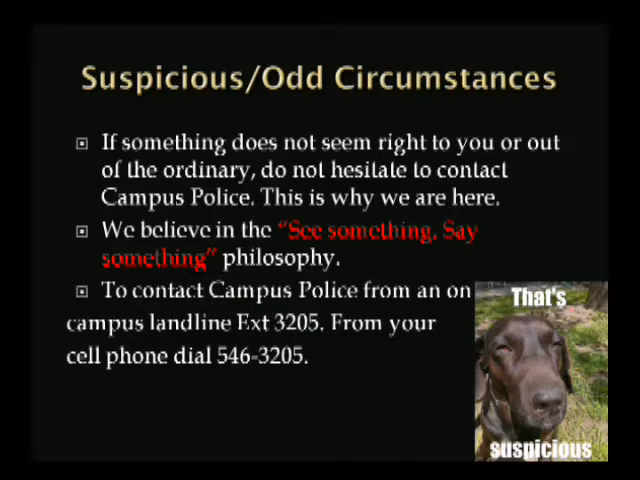 Suspicious/Odd Circumstances
If something does not seem right to you or out
of the ordinary, do not hesitate to contact
Campus Police. This is why we are here.
We believe in the “See something, Say
something” philosophy.
To contact Campus Police from an on
campus landline Ext 3205. From your
cell phone dial 546-3205.
That's
suspicious